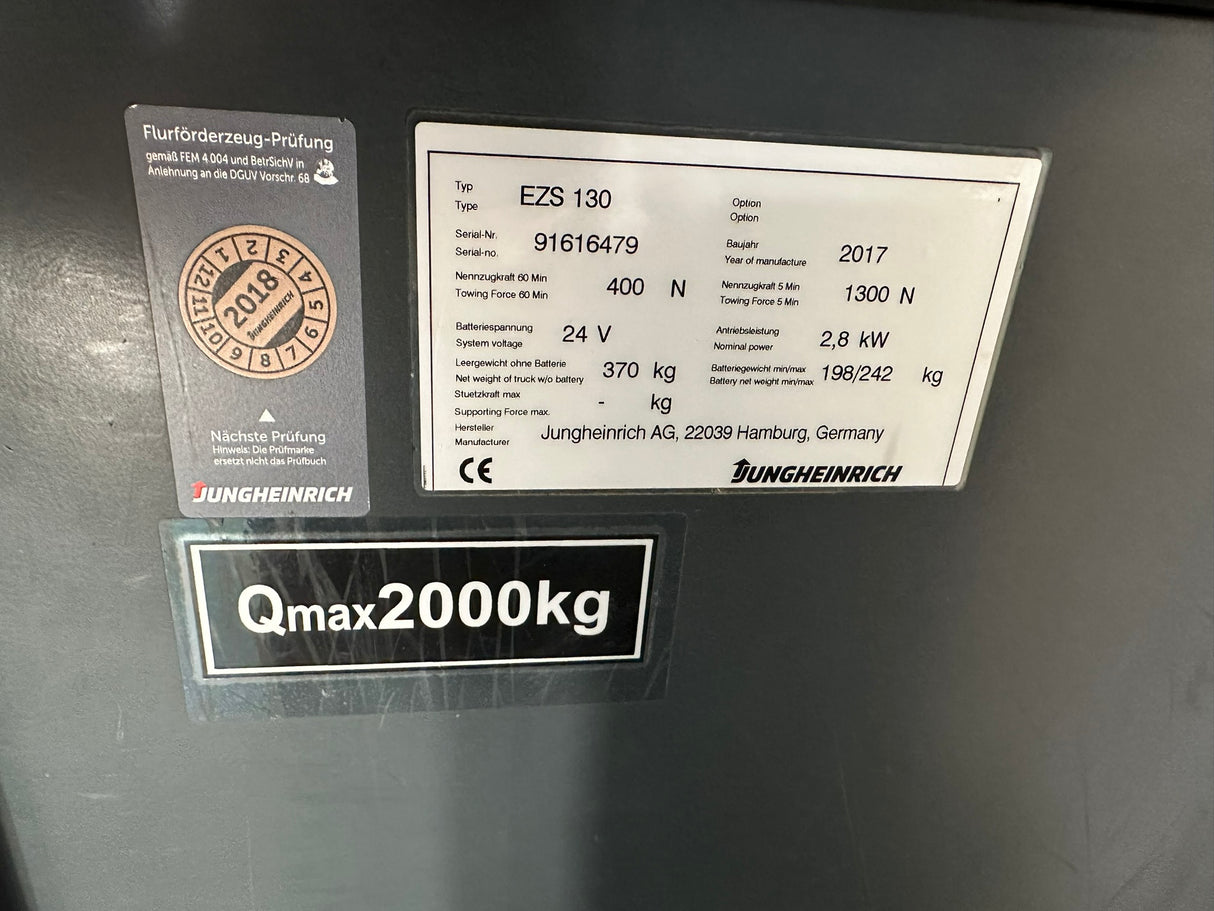 Flurförderzeug-Prüfung
gemäß FEM 4.004 und BetrSichV in
Anlehnung an die DGUV Vorschr. 68
1 2 3 4 5 6 7 8 9 10 11 12
2018
JUNGHEINRICH
Nächste Prüfung
Hinweis: Die Prüfmarke
ersetzt nicht das Prüfbuch
JUNGHEINRICH
Typ
Type EZS 130
Option
Option
Serial-Nr.
Serial-no. 91616479
Baujahr
Year of manufacture 2017
Nennzugkraft 60 Min
Towing Force 60 Min 400 N
Nennzugkraft 5 Min
Towing Force 5 Min 1300 N
Batteriespannung
System voltage 24 V
Antriebsleistung
Nominal power 2,8 kW
Leergewicht ohne Batterie
Net weight of truck w/o battery 370 kg
Batteriegewicht min/max
Battery net weight min/max 198/242 kg
Stuetzkraft max
Supporting Force max. - kg
Hersteller
Manufacturer Jungheinrich AG, 22039 Hamburg, Germany
CE
JUNGHEINRICH
Qmax2000kg